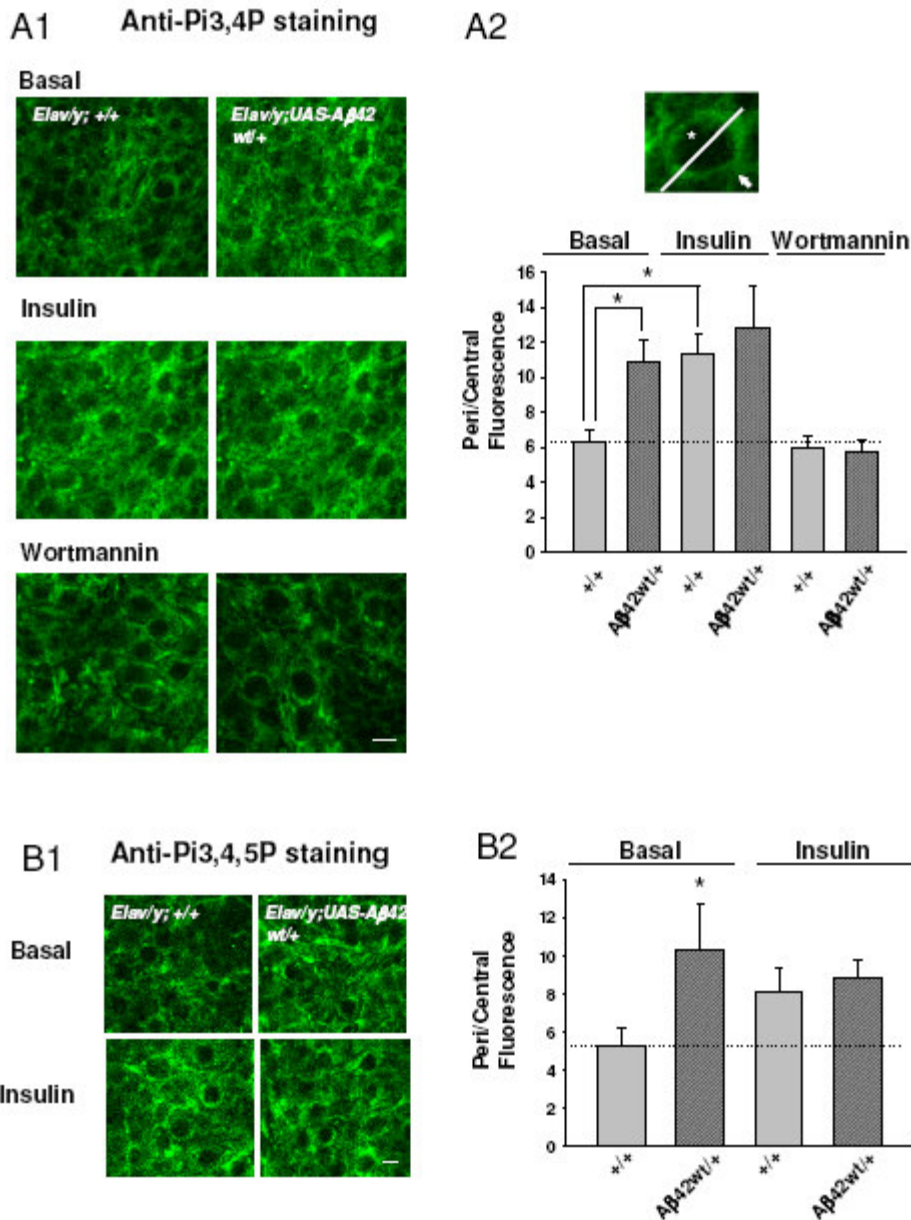 A1 Anti-Pi3,4P staining
Basal
Elav/y; +/+
Elav/y;UAS-Aβ42
wt/+
Insulin
Wortmannin
A2
*
Basal Insulin Wortmannin
Peri/Central
Fluorescence
16
14
12
10
8
6
4
2
0
*
*
+/+
Aβ42wt/+
+/+
Aβ42wt/+
+/+
Aβ42wt/+
B1 Anti-Pi3,4,5P staining
Basal
Elav/y; +/+
Elav/y;UAS-Aβ42
wt/+
Insulin
B2
Basal Insulin
Peri/Central
Fluorescence
14
12
10
8
6
4
2
0
*
+/+
Aβ42wt/+
+/+
Aβ42wt/+